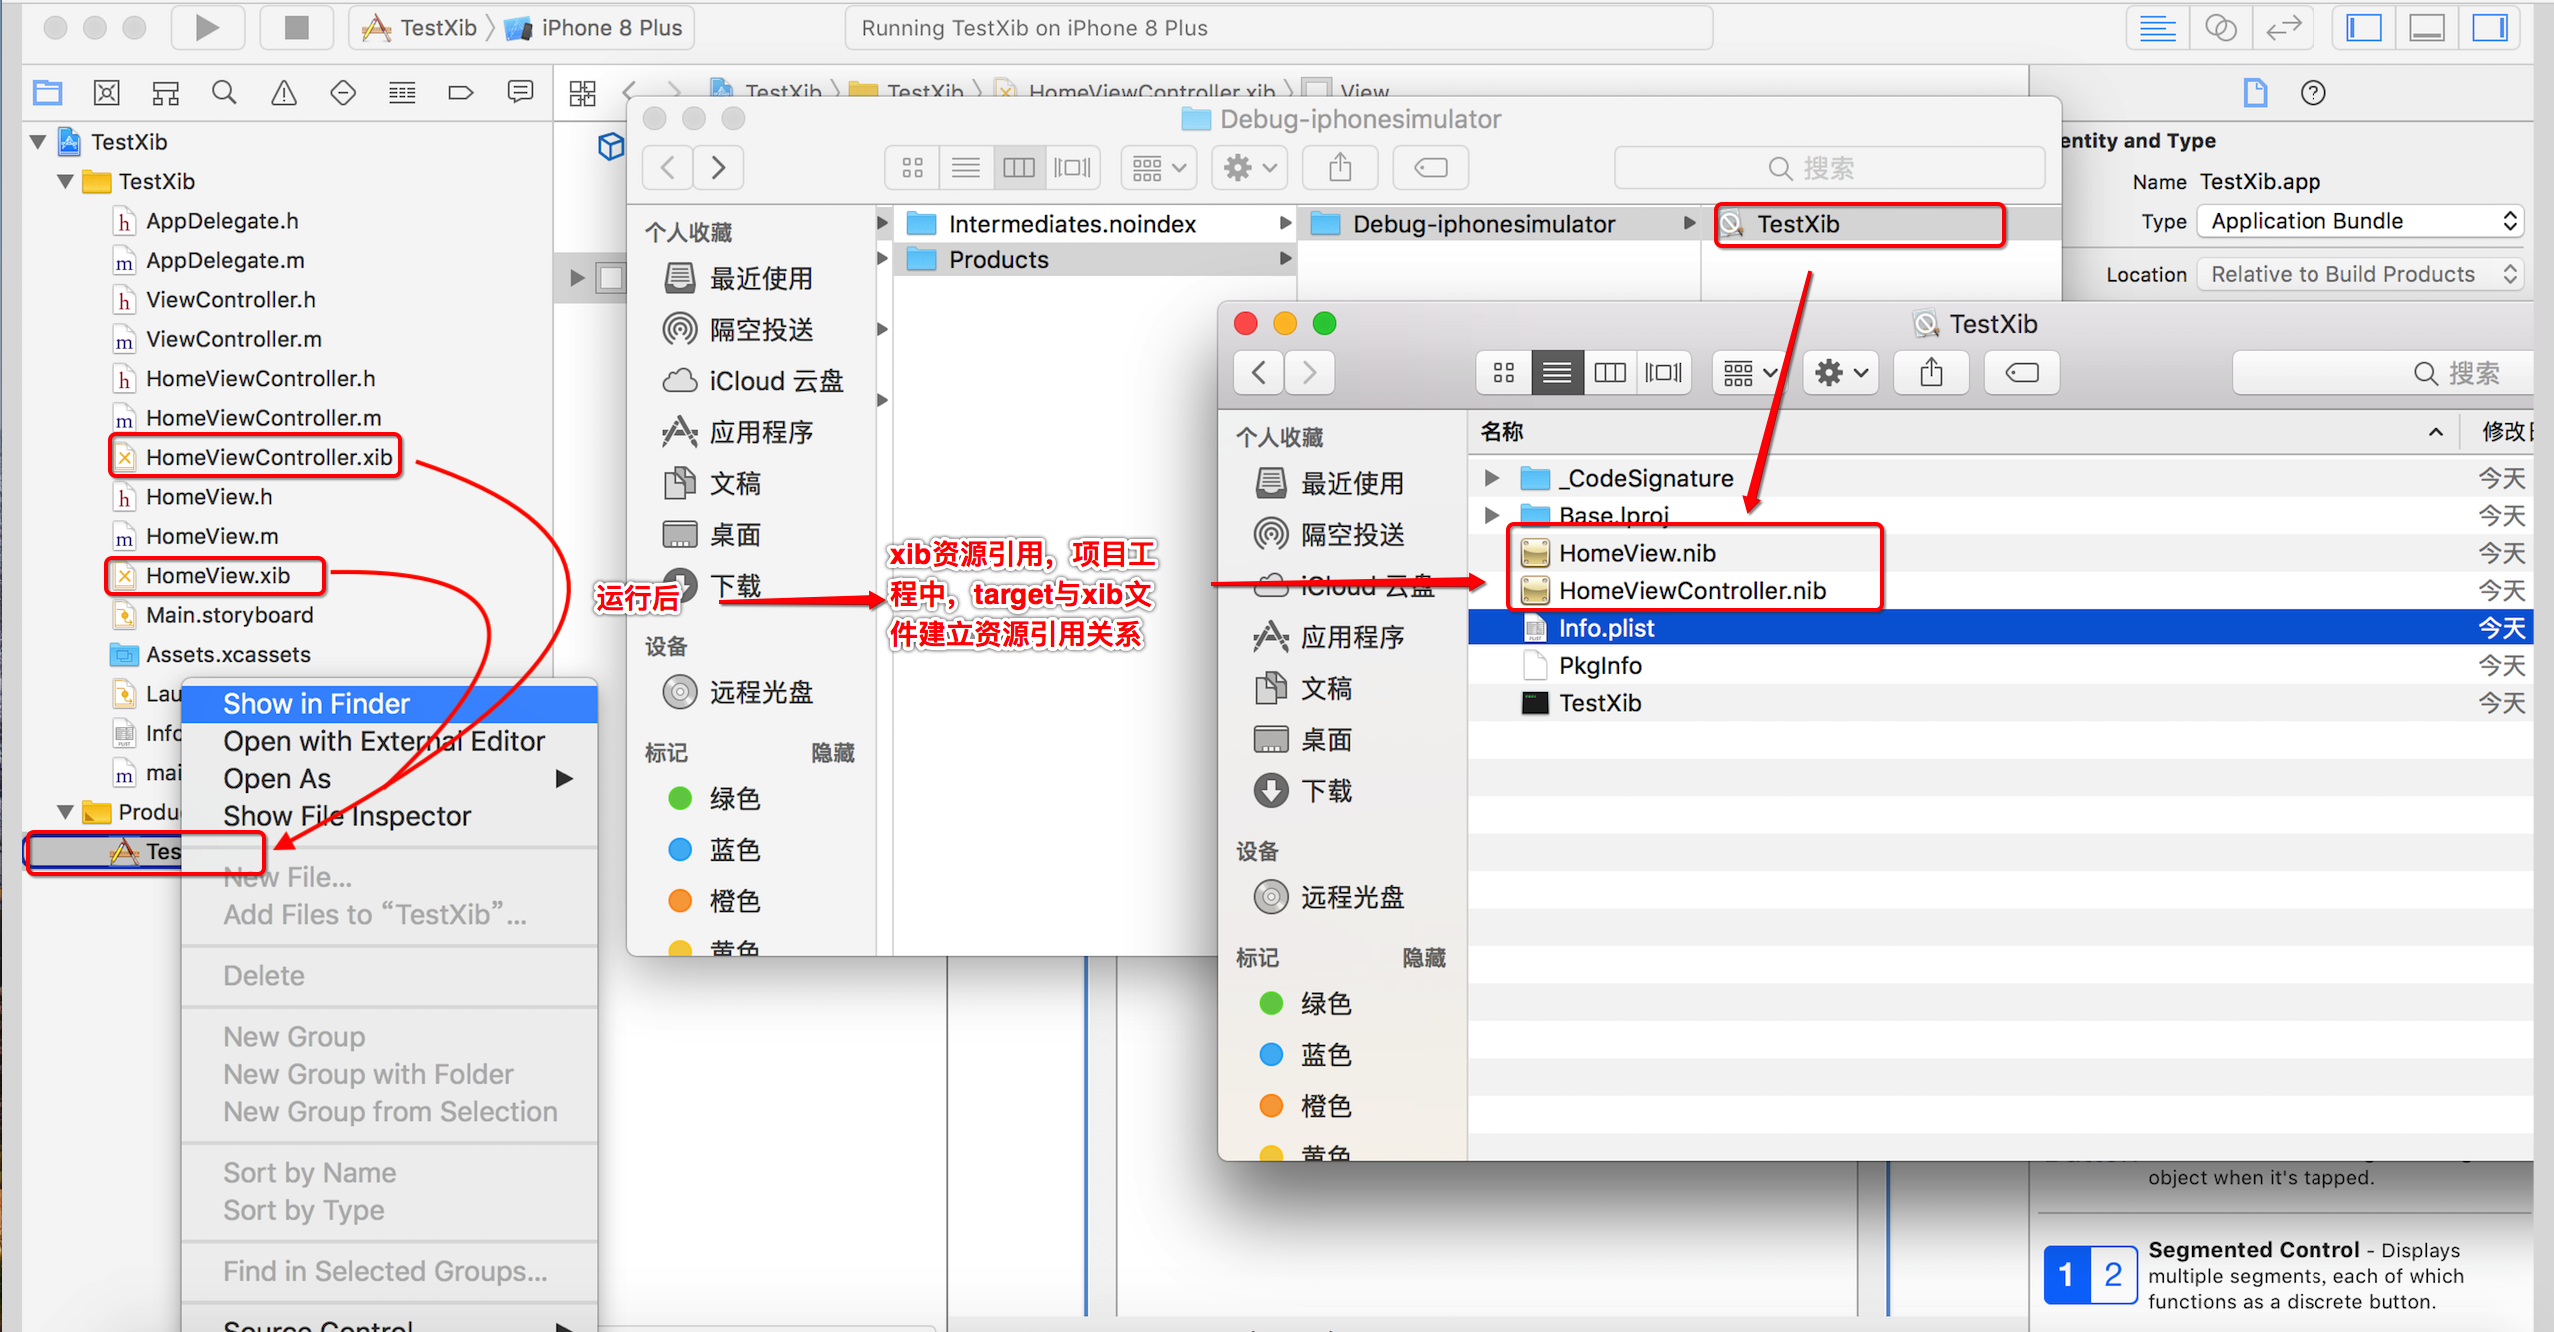 TestXib
iPhone 8 Plus
Running TestXib on iPhone 8 Plus
TestXib
TestXib
HomeViewController.xib
View
TestXib
TestXib
AppDelegate.h
AppDelegate.m
ViewController.h
ViewController.m
HomeViewController.h
HomeViewController.m
HomeViewController.xib
HomeView.h
HomeView.m
HomeView.xib
Main.storyboard
Assets.xcassets
Lau
Info
mai
Produ
Tes
Show in Finder
Open with External Editor
Open As
Show File Inspector
New File...
Add Files to “TestXib”...
Delete
New Group
New Group with Folder
New Group from Selection
Sort by Name
Sort by Type
Find in Selected Groups...
Source Control
Debug-iphonesimulator
搜索
个人收藏
最近使用
隔空投送
iCloud 云盘
应用程序
文稿
桌面
下载
设备
远程光盘
标记 隐藏
绿色
蓝色
橙色
黄色
Intermediates.noindex
Products
Debug-iphonesimulator
TestXib
运行后
xib资源引用，项目工
程中，target与xib文
件建立资源引用关系
TestXib
搜索
个人收藏
最近使用
隔空投送
iCloud 云盘
应用程序
文稿
桌面
下载
设备
远程光盘
标记 隐藏
绿色
蓝色
橙色
黄色
名称 修改日
_CodeSignature 今天
Base.lproj 今天
HomeView.nib 今天
HomeViewController.nib 今天
Info.plist 今天
PkgInfo 今天
TestXib 今天
entity and Type
Name TestXib.app
Type Application Bundle
Location Relative to Build Products
object when it's tapped.
1 2
Segmented Control - Displays
multiple segments, each of which
functions as a discrete button.